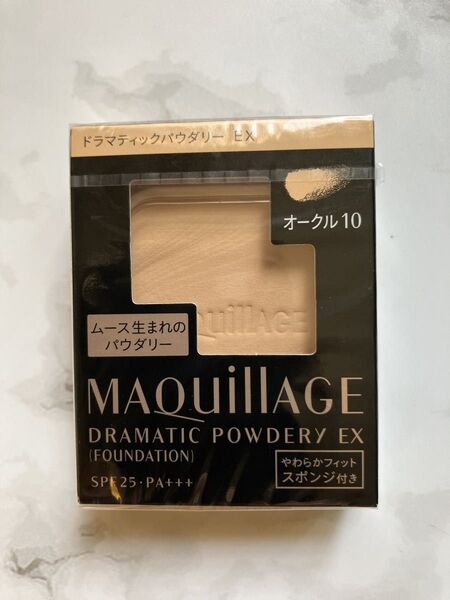 ドラマティックパウダリー EX
オークル10
QuillAGE
ムース生まれの
パウダリー
MAQuillAGE
DRAMATIC POWDERY EX
(FOUNDATION)
SPF25・PA+++
やわらかフィット
スポンジ付き